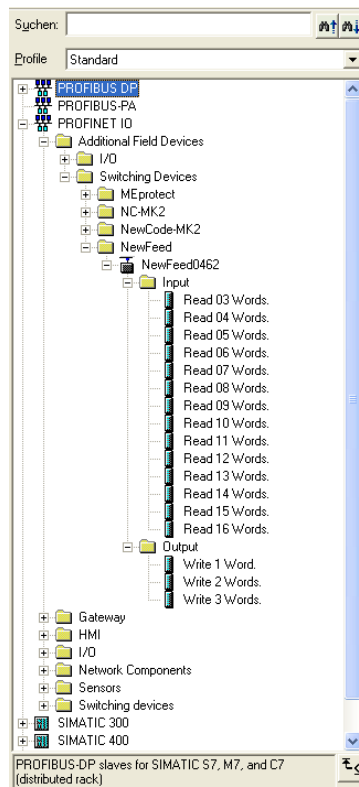 Suchen:
Profile Standard
PROFIBUS DP
PROFIBUS-PA
PROFINET IO
Additional Field Devices
I/O
Switching Devices
MEprotect
NC-MK2
NewCode-MK2
NewFeed
NewFeed0462
Input
Read 03 Words.
Read 04 Words.
Read 05 Words.
Read 06 Words.
Read 07 Words.
Read 08 Words.
Read 09 Words.
Read 10 Words.
Read 11 Words.
Read 12 Words.
Read 13 Words.
Read 14 Words.
Read 15 Words.
Read 16 Words.
Output
Write 1 Word.
Write 2 Words.
Write 3 Words.
Gateway
HMI
I/O
Network Components
Sensors
Switching devices
SIMATIC 300
SIMATIC 400
PROFIBUS-DP slaves for SIMATIC S7, M7, and C7
(distributed rack)